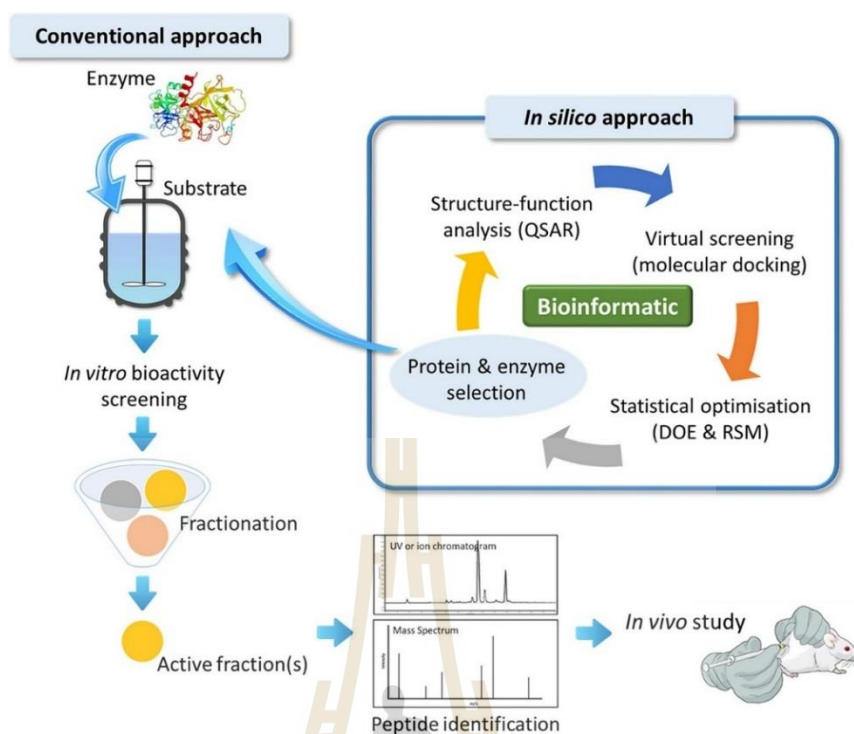 Conventional approach
Enzyme
Substrate
In vitro bioactivity
screening
Fractionation
Active fraction(s)
In silico approach
Structure-function
analysis (QSAR)
Virtual screening
(molecular docking)
Bioinformatic
Protein & enzyme
selection
Statistical optimisation
(DOE & RSM)
UV or ion chromatogram
Mass Spectrum
Peptide identification
In vivo study